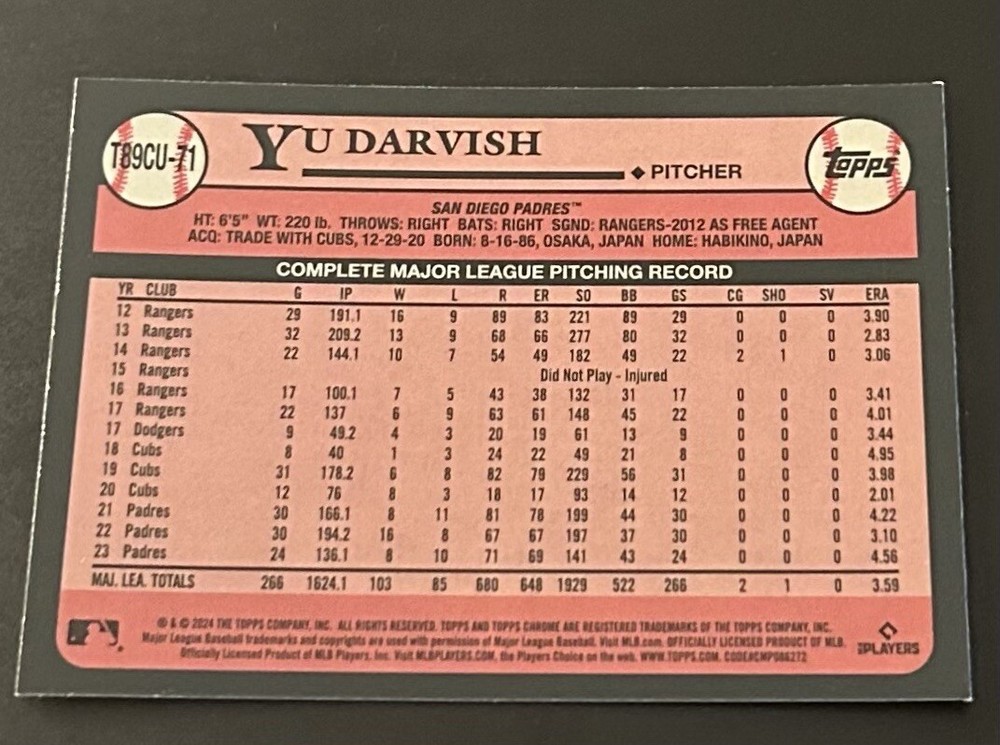 T89CU-71
YU DARVISH
PITCHER
topps
SAN DIEGO PADRES™
HT: 6'5" WT: 220 lb. THROWS: RIGHT BATS: RIGHT SGND: RANGERS-2012 AS FREE AGENT
ACQ: TRADE WITH CUBS, 12-29-20 BORN: 8-16-86, OSAKA, JAPAN HOME: HABIKINO, JAPAN
COMPLETE MAJOR LEAGUE PITCHING RECORD
YR CLUB G IP W L R ER SO BB GS CG SHO SV ERA
12 Rangers 29 191.1 16 9 89 83 221 89 29 0 0 0 3.90
13 Rangers 32 209.2 13 9 68 66 277 80 32 0 0 0 2.83
14 Rangers 22 144.1 10 7 54 49 182 49 22 2 1 0 3.06
15 Rangers Did Not Play - Injured
16 Rangers 17 100.1 7 5 43 38 132 31 17 0 0 0 3.41
17 Rangers 22 137 6 9 63 61 148 45 22 0 0 0 4.01
17 Dodgers 9 49.2 4 3 20 19 61 13 9 0 0 0 3.44
18 Cubs 8 40 1 3 24 22 49 21 8 0 0 0 4.95
19 Cubs 31 178.2 6 8 82 79 229 56 31 0 0 0 3.98
20 Cubs 12 76 8 3 18 17 93 14 12 0 0 0 2.01
21 Padres 30 166.1 8 11 81 78 199 44 30 0 0 0 4.22
22 Padres 30 194.2 16 8 67 67 197 37 30 0 0 0 3.10
23 Padres 24 136.1 8 10 71 69 141 43 24 0 0 0 4.56
MAJ. LEA. TOTALS 266 1624.1 103 85 680 648 1929 522 266 2 1 0 3.59
® & © 2024 THE TOPPS COMPANY, INC. ALL RIGHTS RESERVED. TOPPS AND TOPPS CHROME ARE REGISTERED TRADEMARKS OF THE TOPPS COMPANY, INC.
Major League Baseball trademarks and copyrights are used with permission of Major League Baseball. Visit MLB.com. OFFICIALLY LICENSED PRODUCT OF MLB
Officially Licensed Product of MLB Players, Inc. Visit MLBPLAYERS.COM, the Players Choice on the web. WWW.TOPPS.COM. CODE#CMP086272
PLAYERS